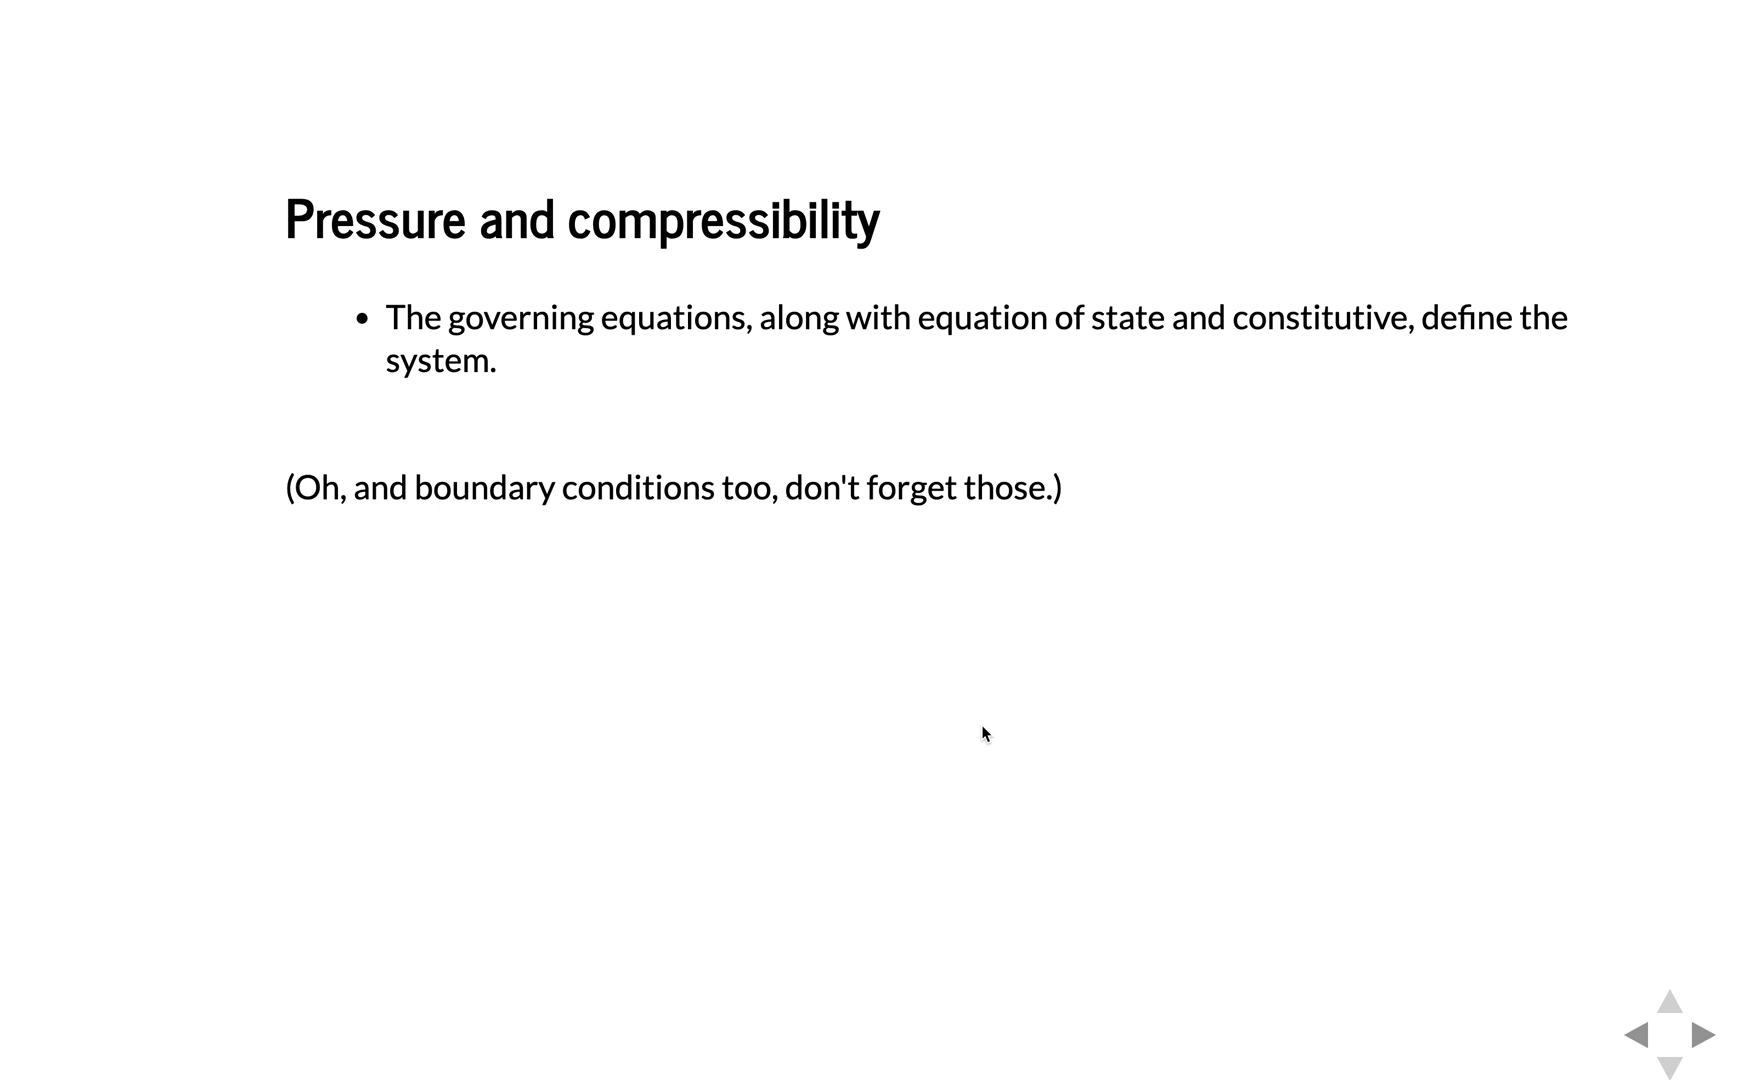 Pressure and compressibility
• The governing equations, along with equation of state and constitutive, define the
system.
(Oh, and boundary conditions too, don't forget those.)